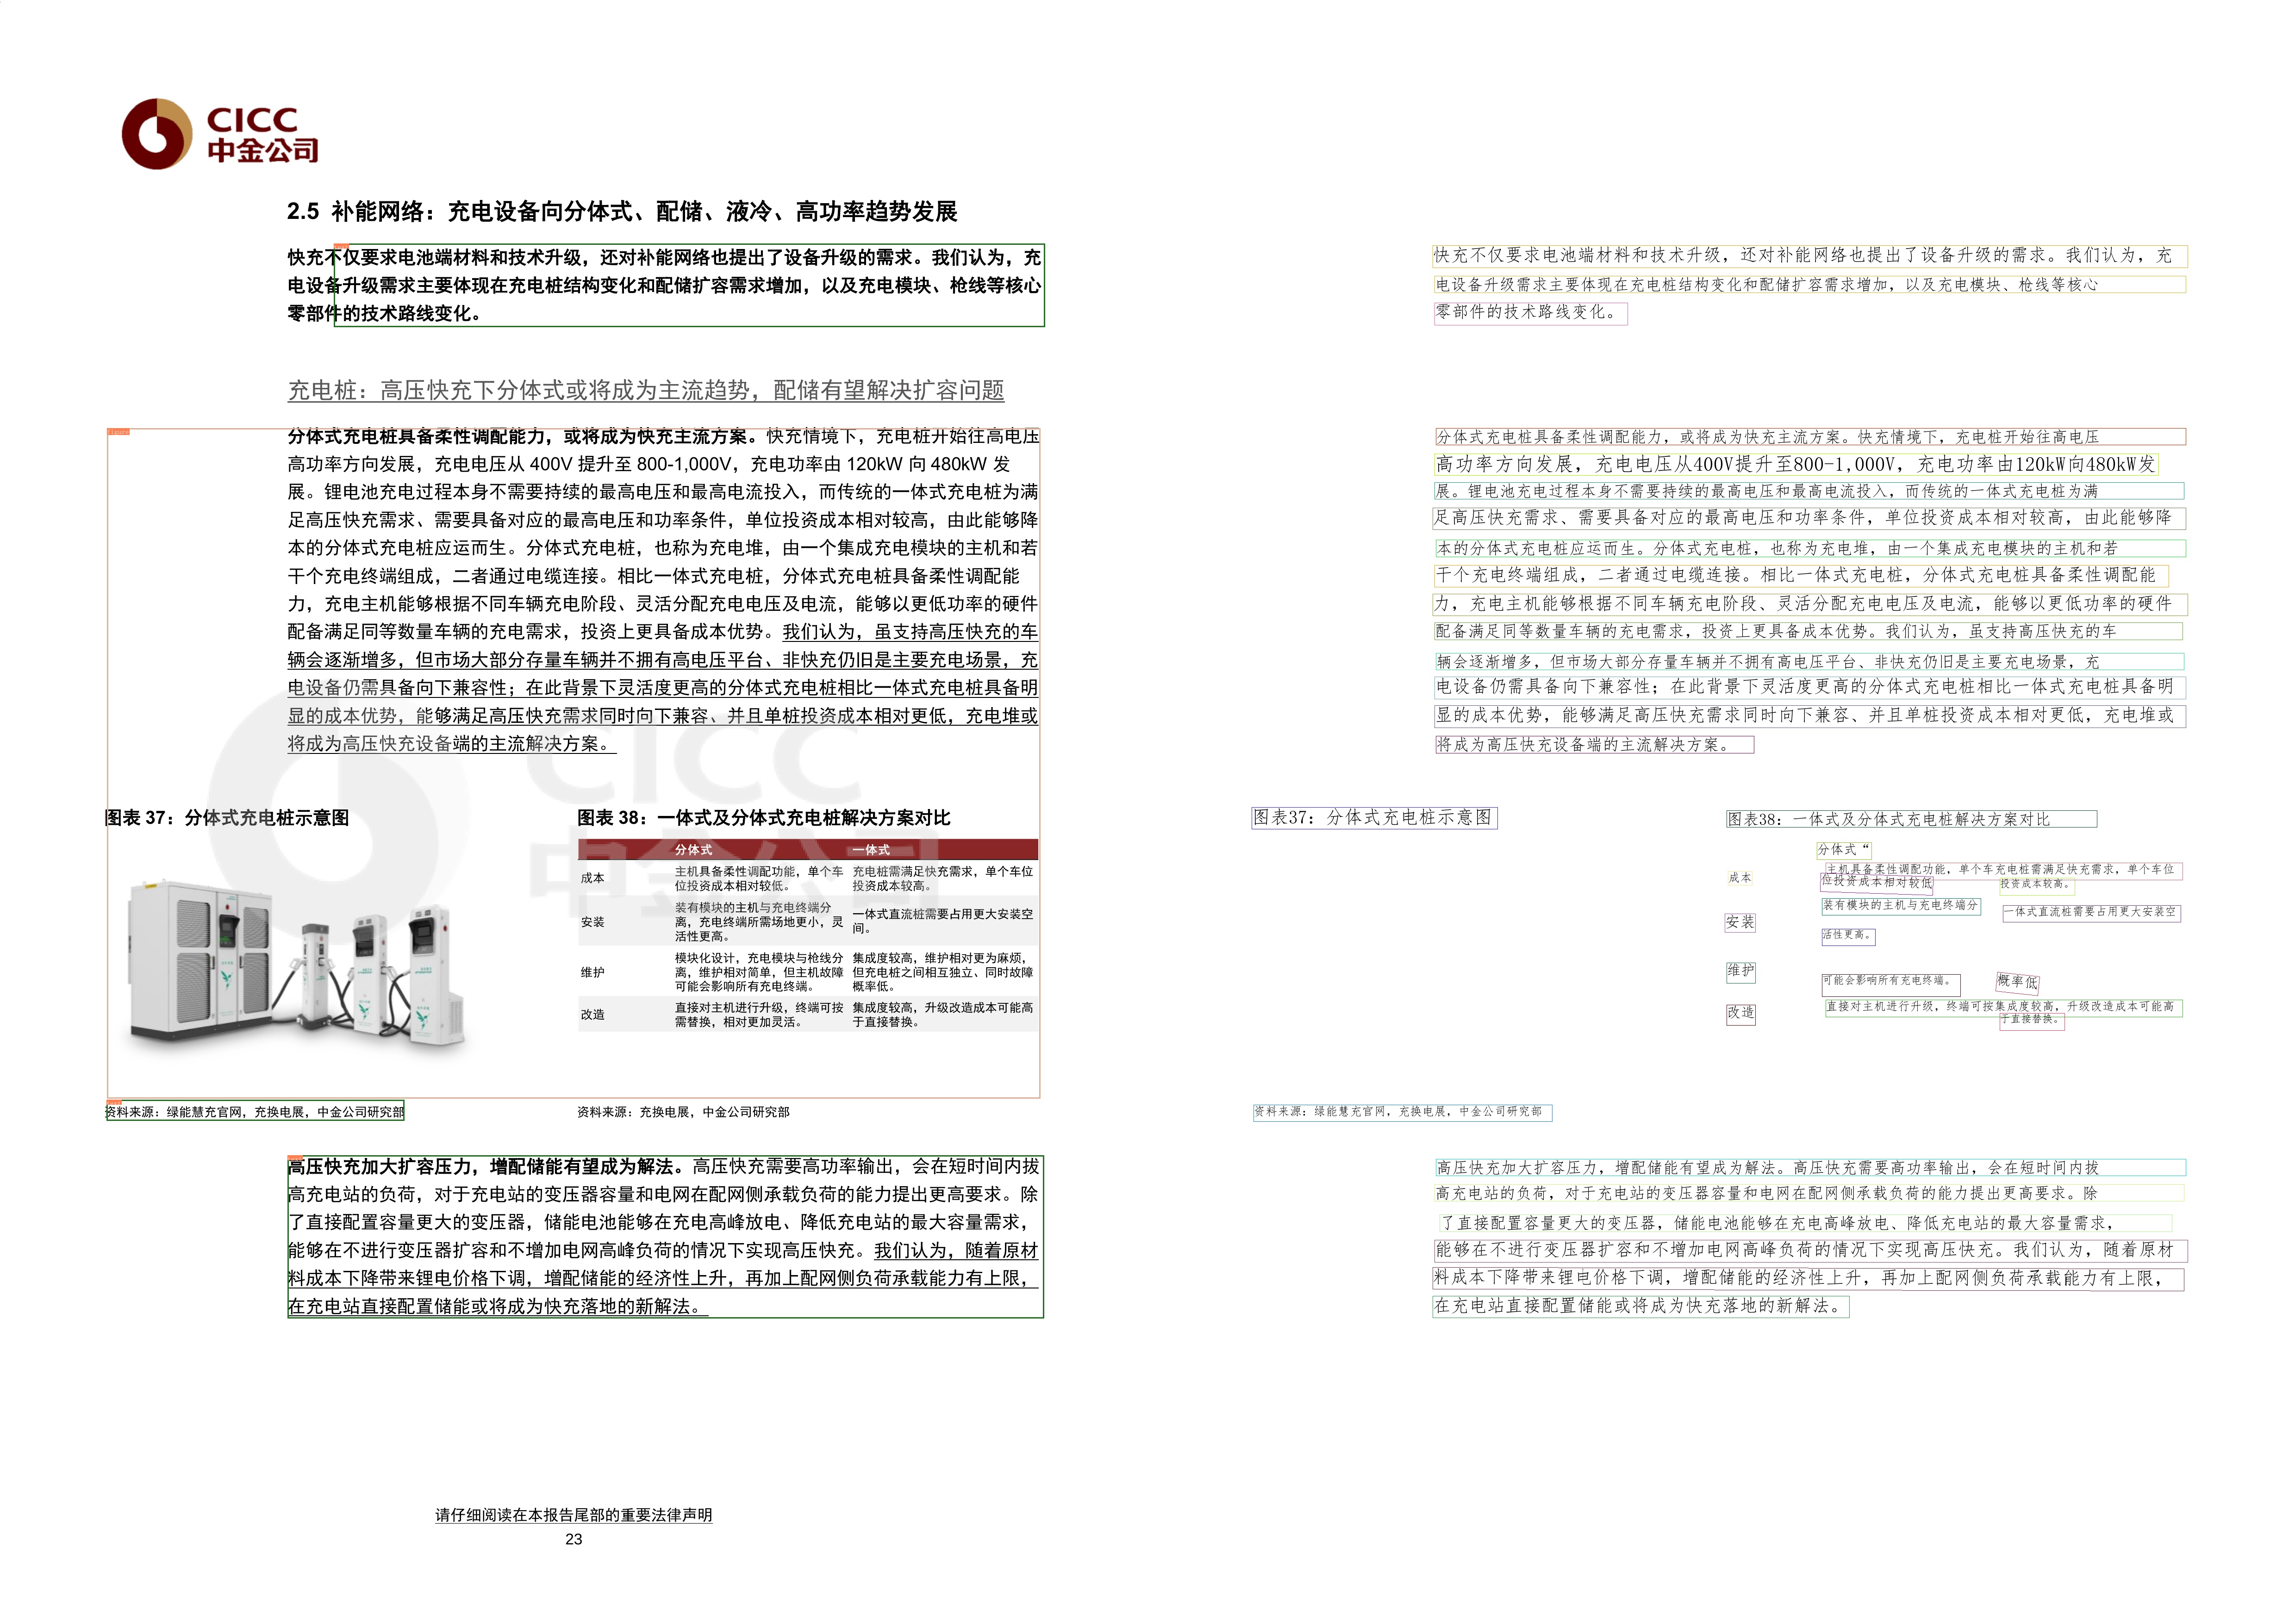 CICC
中金公司
2.5 补能网络：充电设备向分体式、配储、液冷、高功率趋势发展
快充不仅要求电池端材料和技术升级，还对补能网络也提出了设备升级的需求。我们认为，充
电设备升级需求主要体现在充电桩结构变化和配储扩容需求增加，以及充电模块、枪线等核心
零部件的技术路线变化。
充电桩：高压快充下分体式或将成为主流趋势，配储有望解决扩容问题
分体式充电桩具备柔性调配能力，或将成为快充主流方案。快充情境下，充电桩开始往高电压
高功率方向发展，充电电压从 400V 提升至 800-1,000V，充电功率由 120kW 向 480kW 发
展。锂电池充电过程本身不需要持续的最高电压和最高电流投入，而传统的一体式充电桩为满
足高压快充需求、需要具备对应的最高电压和功率条件，单位投资成本相对较高，由此能够降
本的分体式充电桩应运而生。分体式充电桩，也称为充电堆，由一个集成充电模块的主机和若
干个充电终端组成，二者通过电缆连接。相比一体式充电桩，分体式充电桩具备柔性调配能
力，充电主机能够根据不同车辆充电阶段、灵活分配充电电压及电流，能够以更低功率的硬件
配备满足同等数量车辆的充电需求，投资上更具备成本优势。我们认为，虽支持高压快充的车
辆会逐渐增多，但市场大部分存量车辆并不拥有高电压平台、非快充仍旧是主要充电场景，充
电设备仍需具备向下兼容性；在此背景下灵活度更高的分体式充电桩相比一体式充电桩具备明
显的成本优势，能够满足高压快充需求同时向下兼容、并且单桩投资成本相对更低，充电堆或
将成为高压快充设备端的主流解决方案。
CICC
中金公司
图表 37：分体式充电桩示意图
图表 38：一体式及分体式充电桩解决方案对比
分体式 一体式
成本
主机具备柔性调配功能，单个车
位投资成本相对较低。
充电桩需满足快充需求，单个车位
投资成本较高。
安装
装有模块的主机与充电终端分
离，充电终端所需场地更小，灵
活性更高。
一体式直流桩需要占用更大安装空
间。
维护
模块化设计，充电模块与枪线分
离，维护相对简单，但主机故障
可能会影响所有充电终端。
集成度较高，维护相对更为麻烦，
但充电桩之间相互独立、同时故障
概率低。
改造
直接对主机进行升级，终端可按
需替换，相对更加灵活。
集成度较高，升级改造成本可能高
于直接替换。
资料来源：绿能慧充官网，充换电展，中金公司研究部
资料来源：充换电展，中金公司研究部
高压快充加大扩容压力，增配储能有望成为解法。高压快充需要高功率输出，会在短时间内拔
高充电站的负荷，对于充电站的变压器容量和电网在配网侧承载负荷的能力提出更高要求。除
了直接配置容量更大的变压器，储能电池能够在充电高峰放电、降低充电站的最大容量需求，
能够在不进行变压器扩容和不增加电网高峰负荷的情况下实现高压快充。我们认为，随着原材
料成本下降带来锂电价格下调，增配储能的经济性上升，再加上配网侧负荷承载能力有上限，
在充电站直接配置储能或将成为快充落地的新解法。
请仔细阅读在本报告尾部的重要法律声明
23
快充不仅要求电池端材料和技术升级，还对补能网络也提出了设备升级的需求。我们认为，充
电设备升级需求主要体现在充电桩结构变化和配储扩容需求增加，以及充电模块、枪线等核心
零部件的技术路线变化。
分体式充电桩具备柔性调配能力，或将成为快充主流方案。快充情境下，充电桩开始往高电压
高功率方向发展，充电电压从400V提升至800-1,000V，充电功率由120kW向480kW发
展。锂电池充电过程本身不需要持续的最高电压和最高电流投入，而传统的一体式充电桩为满
足高压快充需求、需要具备对应的最高电压和功率条件，单位投资成本相对较高，由此能够降
本的分体式充电桩应运而生。分体式充电桩，也称为充电堆，由一个集成充电模块的主机和若
干个充电终端组成，二者通过电缆连接。相比一体式充电桩，分体式充电桩具备柔性调配能
力，充电主机能够根据不同车辆充电阶段、灵活分配充电电压及电流，能够以更低功率的硬件
配备满足同等数量车辆的充电需求，投资上更具备成本优势。我们认为，虽支持高压快充的车
辆会逐渐增多，但市场大部分存量车辆并不拥有高电压平台、非快充仍旧是主要充电场景，充
电设备仍需具备向下兼容性；在此背景下灵活度更高的分体式充电桩相比一体式充电桩具备明
显的成本优势，能够满足高压快充需求同时向下兼容、并且单桩投资成本相对更低，充电堆或
将成为高压快充设备端的主流解决方案。
图表37：分体式充电桩示意图
图表38：一体式及分体式充电桩解决方案对比
分体式“
主机具备柔性调配功能，单个车充电桩需满足快充需求，单个车位
成本
位投资成本相对较低
投资成本较高。
装有模块的主机与充电终端分
一体式直流桩需要占用更大安装空
安装
活性更高。
维护
可能会影响所有充电终端。
概率低
直接对主机进行升级，终端可按集成度较高，升级改造成本可能高
改造
于直接替换。
资料来源：绿能慧充官网，充换电展，中金公司研究部
高压快充加大扩容压力，增配储能有望成为解法。高压快充需要高功率输出，会在短时间内拔
高充电站的负荷，对于充电站的变压器容量和电网在配网侧承载负荷的能力提出更高要求。除
了直接配置容量更大的变压器，储能电池能够在充电高峰放电、降低充电站的最大容量需求，
能够在不进行变压器扩容和不增加电网高峰负荷的情况下实现高压快充。我们认为，随着原材
料成本下降带来锂电价格下调，增配储能的经济性上升，再加上配网侧负荷承载能力有上限，
在充电站直接配置储能或将成为快充落地的新解法。